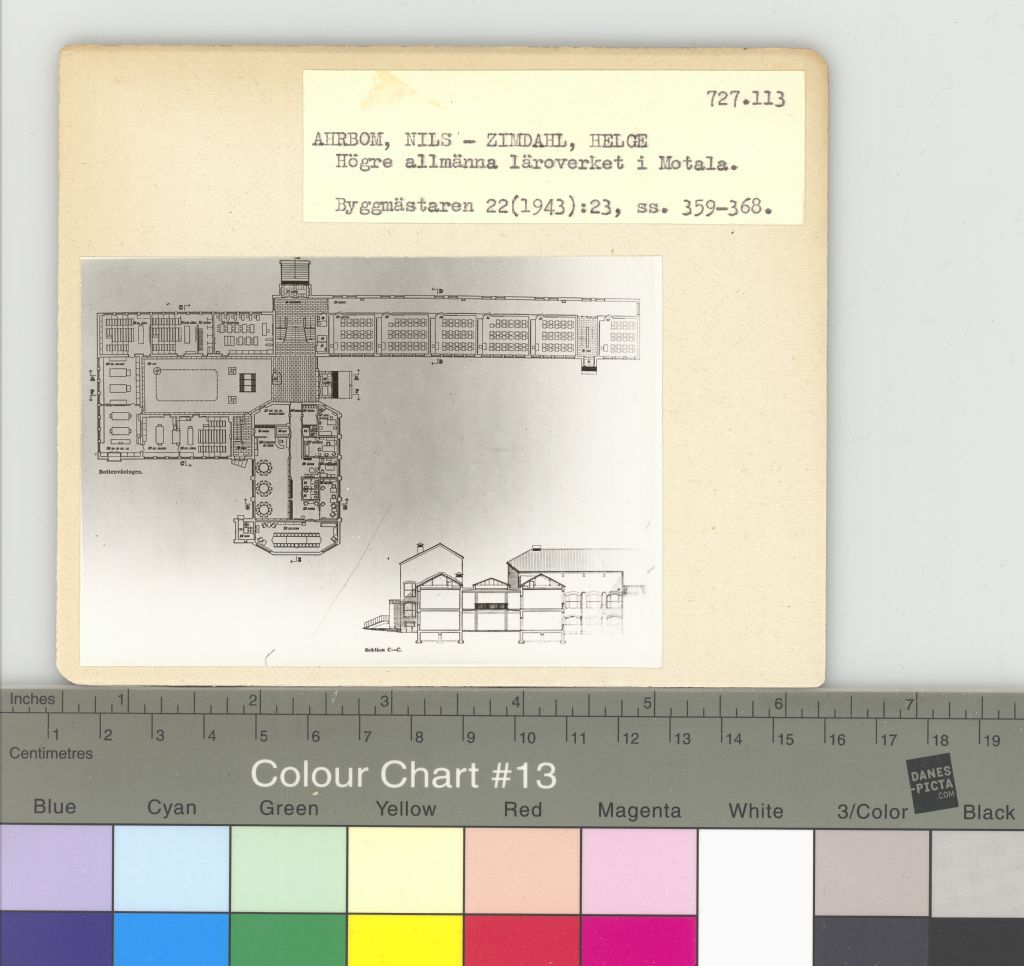 727.113
AHRBOM, NILS - ZIMDAHL, HELGE
Högre allmänna läroverket i Motala.
Byggmästaren 22(1943):23, ss. 359-368.
Bottenvåningen.
Sektion C—C.
Inches 1 2 3 4 5 6 7
1 2 3 4 5 6 7 8 9 10 11 12 13 14 15 16 17 18 19
Centimetres
Colour Chart #13
DANES
-PICTA
.COM
Blue Cyan Green Yellow Red Magenta White 3/Color Black